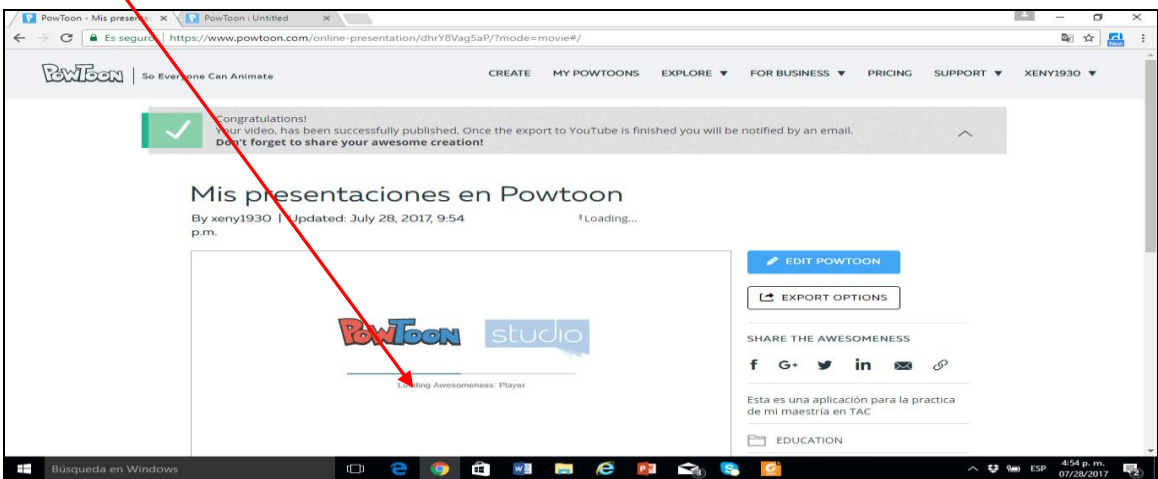 PowToon - Mis presenta
PowToon : Untitled
Es seguro | https://www.powtoon.com/online-presentation/dhrY8Vag5aP/?mode=movie#/
New
POWTOON So Everyone Can Animate
CREATE MY POWTOONS EXPLORE FOR BUSINESS PRICING SUPPORT XENY1930
Congratulations!
Your video, has been successfully published, Once the export to YouTube is finished you will be notified by an email.
Don't forget to share your awesome creation!
Mis presentaciones en Powtoon
By xeny1930 | Updated: July 28, 2017, 9:54
p.m.
Loading...
POWTOON studio
Loading Awesomeness: Player
EDIT POWTOON
EXPORT OPTIONS
SHARE THE AWESOMENESS
f G+ in
Esta es una aplicación para la practica
de mi maestría en TAC
EDUCATION
Búsqueda en Windows
ESP
4:54 p. m.
07/28/2017